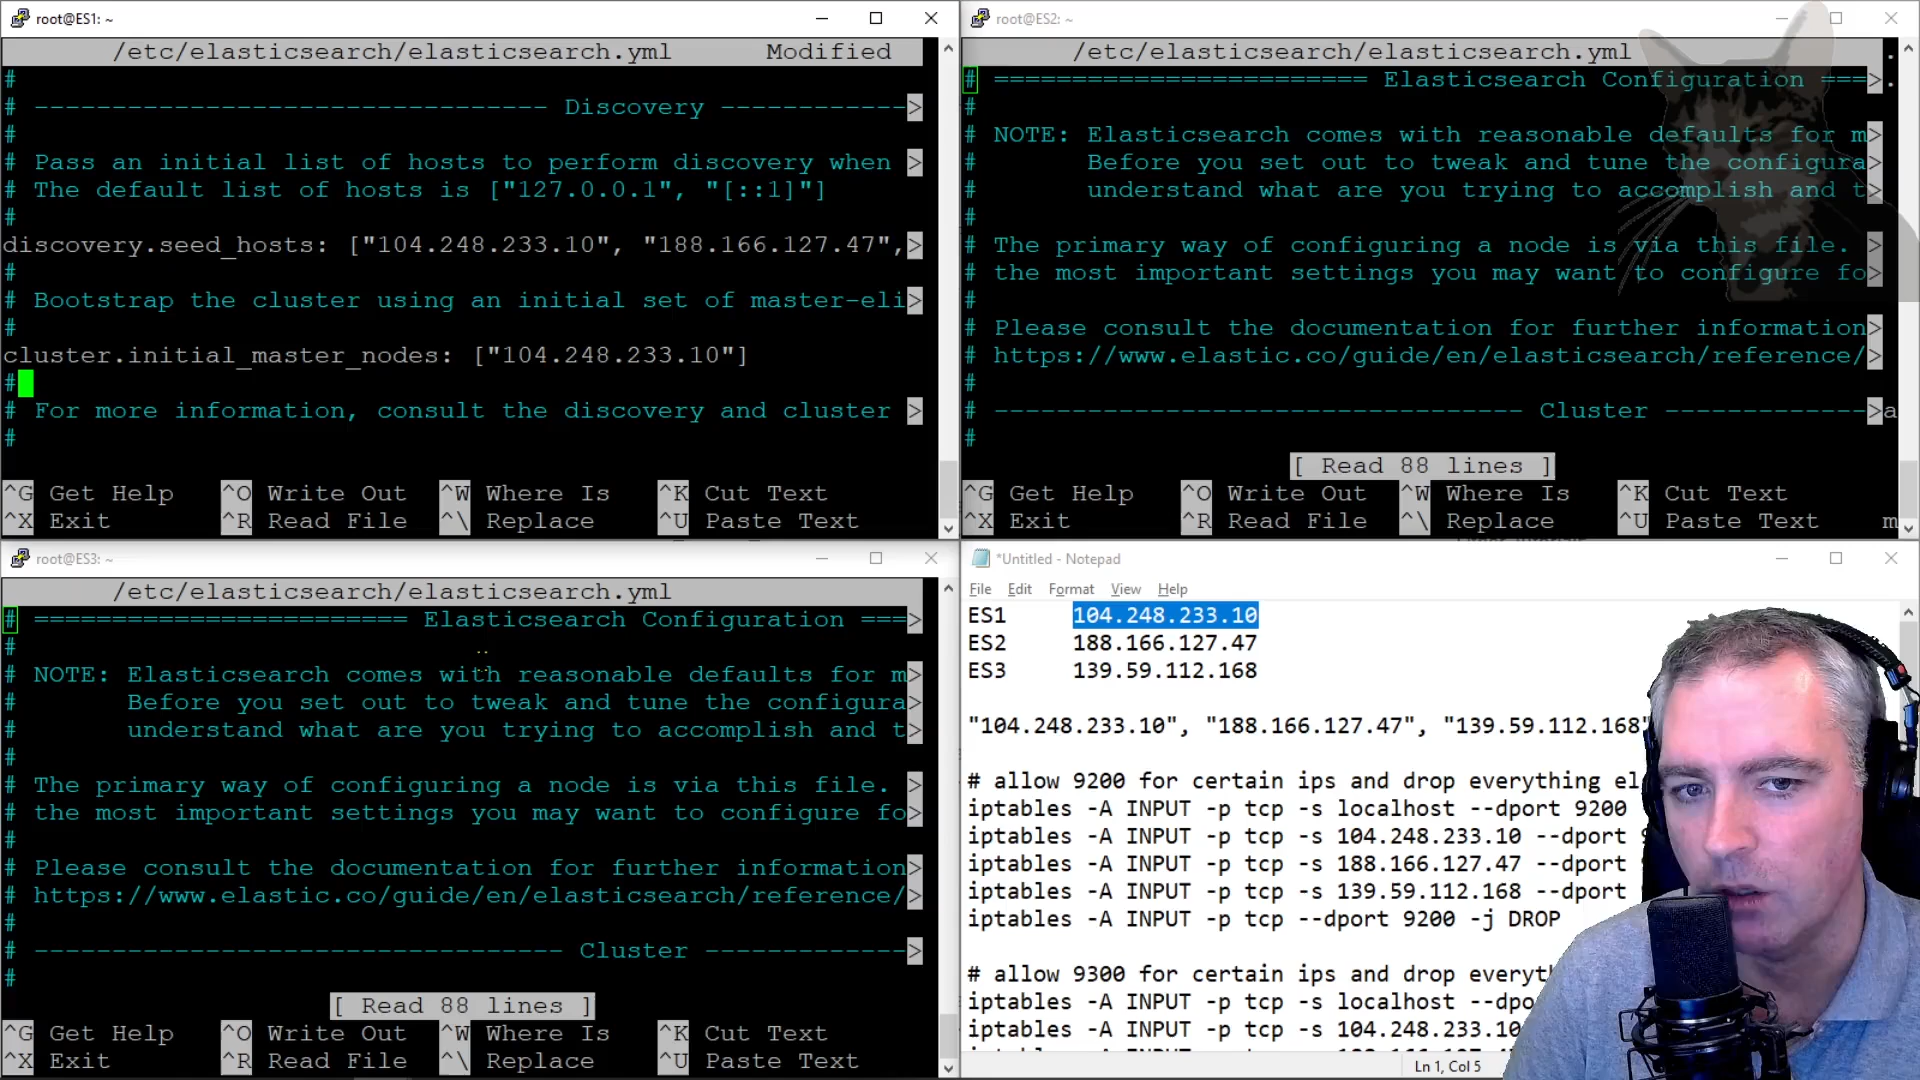 root@ES1: ~
/etc/elasticsearch/elasticsearch.yml Modified
#
# --------------------------------- Discovery ------------>
#
# Pass an initial list of hosts to perform discovery when >
# The default list of hosts is ["127.0.0.1", "[::1]"]
#
discovery.seed_hosts: ["104.248.233.10", "188.166.127.47",>
#
# Bootstrap the cluster using an initial set of master-eli>
#
cluster.initial_master_nodes: ["104.248.233.10"]
#
# For more information, consult the discovery and cluster >
#
^G Get Help ^O Write Out ^W Where Is ^K Cut Text
^X Exit ^R Read File ^\ Replace ^U Paste Text
root@ES2: ~
/etc/elasticsearch/elasticsearch.yml
# ======================== Elasticsearch Configuration ===>
#
# NOTE: Elasticsearch comes with reasonable defaults for m>
# Before you set out to tweak and tune the configura>
# understand what are you trying to accomplish and t>
#
# The primary way of configuring a node is via this file. >
# the most important settings you may want to configure fo>
#
# Please consult the documentation for further information>
# https://www.elastic.co/guide/en/elasticsearch/reference/>
#
# ---------------------------------- Cluster ------------->
#
[ Read 88 lines ]
^G Get Help ^O Write Out ^W Where Is ^K Cut Text
^X Exit ^R Read File ^\ Replace ^U Paste Text
root@ES3: ~
/etc/elasticsearch/elasticsearch.yml
# ======================== Elasticsearch Configuration ===>
#
# NOTE: Elasticsearch comes with reasonable defaults for m>
# Before you set out to tweak and tune the configura>
# understand what are you trying to accomplish and t>
#
# The primary way of configuring a node is via this file. >
# the most important settings you may want to configure fo>
#
# Please consult the documentation for further information>
# https://www.elastic.co/guide/en/elasticsearch/reference/>
#
# ---------------------------------- Cluster ------------->
#
[ Read 88 lines ]
^G Get Help ^O Write Out ^W Where Is ^K Cut Text
^X Exit ^R Read File ^\ Replace ^U Paste Text
*Untitled - Notepad
File Edit Format View Help
ES1 104.248.233.10
ES2 188.166.127.47
ES3 139.59.112.168
"104.248.233.10", "188.166.127.47", "139.59.112.168"
# allow 9200 for certain ips and drop everything el
iptables -A INPUT -p tcp -s localhost --dport 9200
iptables -A INPUT -p tcp -s 104.248.233.10 --dport
iptables -A INPUT -p tcp -s 188.166.127.47 --dport
iptables -A INPUT -p tcp -s 139.59.112.168 --dport
iptables -A INPUT -p tcp --dport 9200 -j DROP
# allow 9300 for certain ips and drop everyth
iptables -A INPUT -p tcp -s localhost --dpo
iptables -A INPUT -p tcp -s 104.248.233.10
Ln 1, Col 5